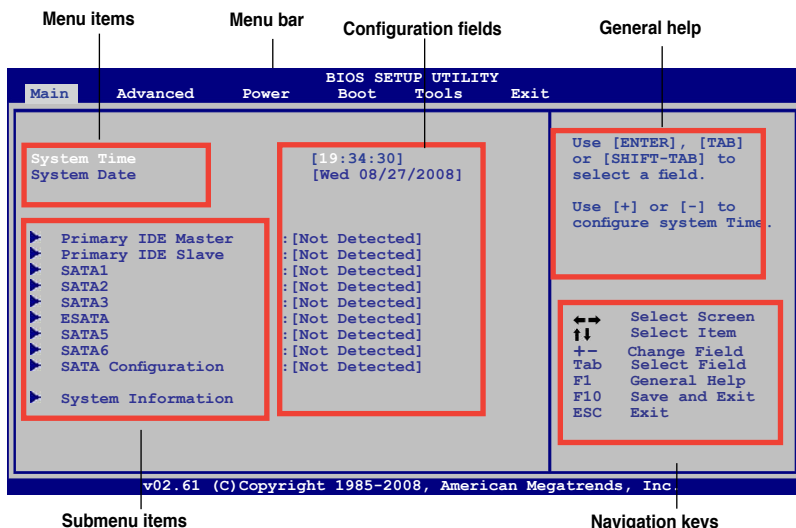 Menu items
Menu bar
Configuration fields
General help
BIOS SETUP UTILITY
Main Advanced Power Boot Tools Exit
System Time [19:34:30]
System Date [Wed 08/27/2008]
Primary IDE Master :[Not Detected]
Primary IDE Slave :[Not Detected]
SATA1 :[Not Detected]
SATA2 :[Not Detected]
SATA3 :[Not Detected]
ESATA :[Not Detected]
SATA5 :[Not Detected]
SATA6 :[Not Detected]
SATA Configuration :[Not Detected]
System Information
Use [ENTER], [TAB]
or [SHIFT-TAB] to
select a field.
Use [+] or [-] to
configure system Time.
←→ Select Screen
↑↓ Select Item
+- Change Field
Tab Select Field
F1 General Help
F10 Save and Exit
ESC Exit
v02.61 (C)Copyright 1985-2008, American Megatrends, Inc.
Submenu items
Navigation keys